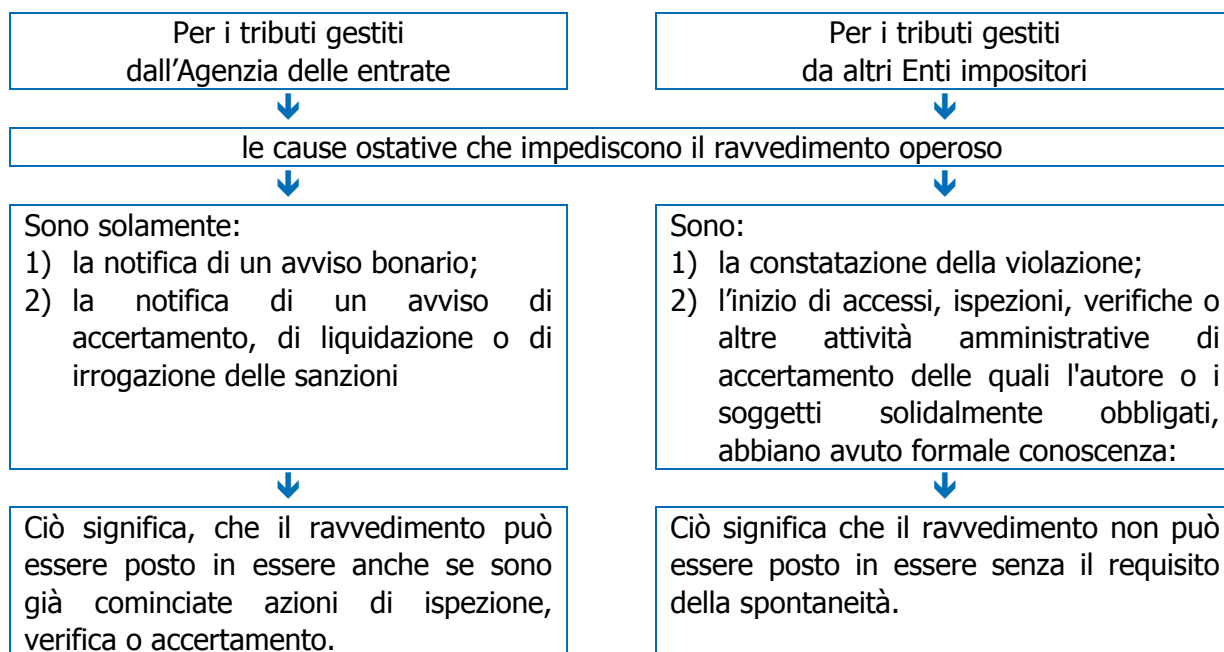 Per i tributi gestiti
dall’Agenzia delle entrate
Per i tributi gestiti
da altri Enti impositori
le cause ostative che impediscono il ravvedimento operoso
Sono solamente:
1) la notifica di un avviso bonario;
2) la notifica di un avviso di
accertamento, di liquidazione o di
irrogazione delle sanzioni
Sono:
1) la constatazione della violazione;
2) l’inizio di accessi, ispezioni, verifiche o
altre attività amministrative di
accertamento delle quali l'autore o i
soggetti solidalmente obbligati,
abbiano avuto formale conoscenza:
Ciò significa, che il ravvedimento può
essere posto in essere anche se sono
già cominciate azioni di ispezione,
verifica o accertamento.
Ciò significa che il ravvedimento non può
essere posto in essere senza il requisito
della spontaneità.